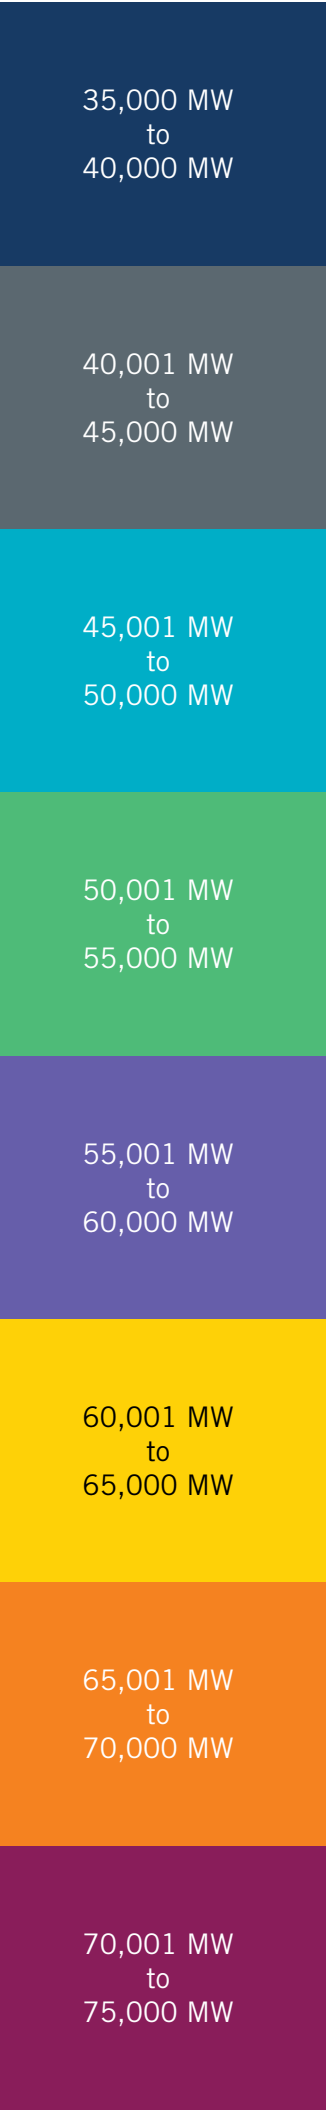 35,000 MW
to
40,000 MW
40,001 MW
to
45,000 MW
45,001 MW
to
50,000 MW
50,001 MW
to
55,000 MW
55,001 MW
to
60,000 MW
60,001 MW
to
65,000 MW
65,001 MW
to
70,000 MW
70,001 MW
to
75,000 MW